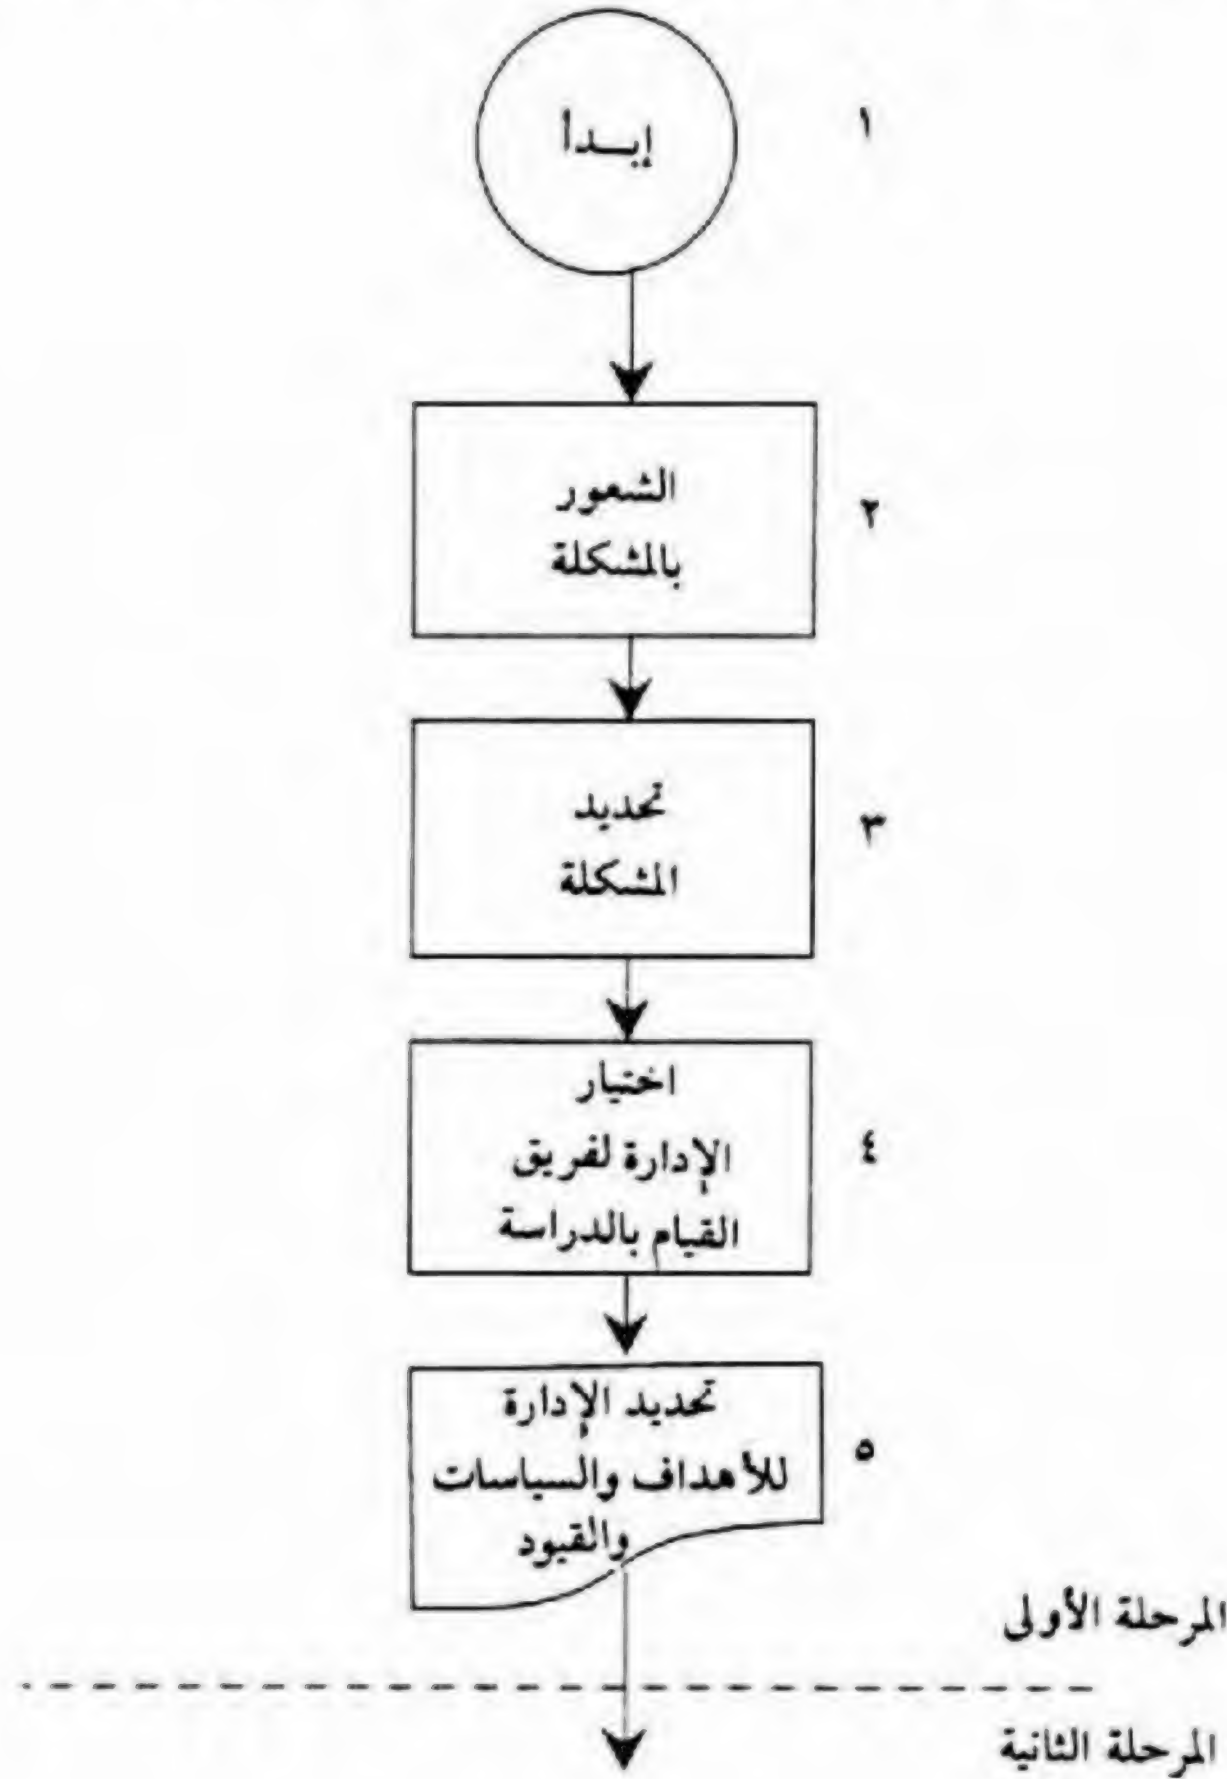 إبـدأ
١
الشعور
بالمشكلة
٢
تحديد
المشكلة
٣
اختيار
الإدارة لفريق
القيام بالدراسة
٤
تحديد الإدارة
للأهداف والسياسات
والقيود
٥
المرحلة الأولى
المرحلة الثانية